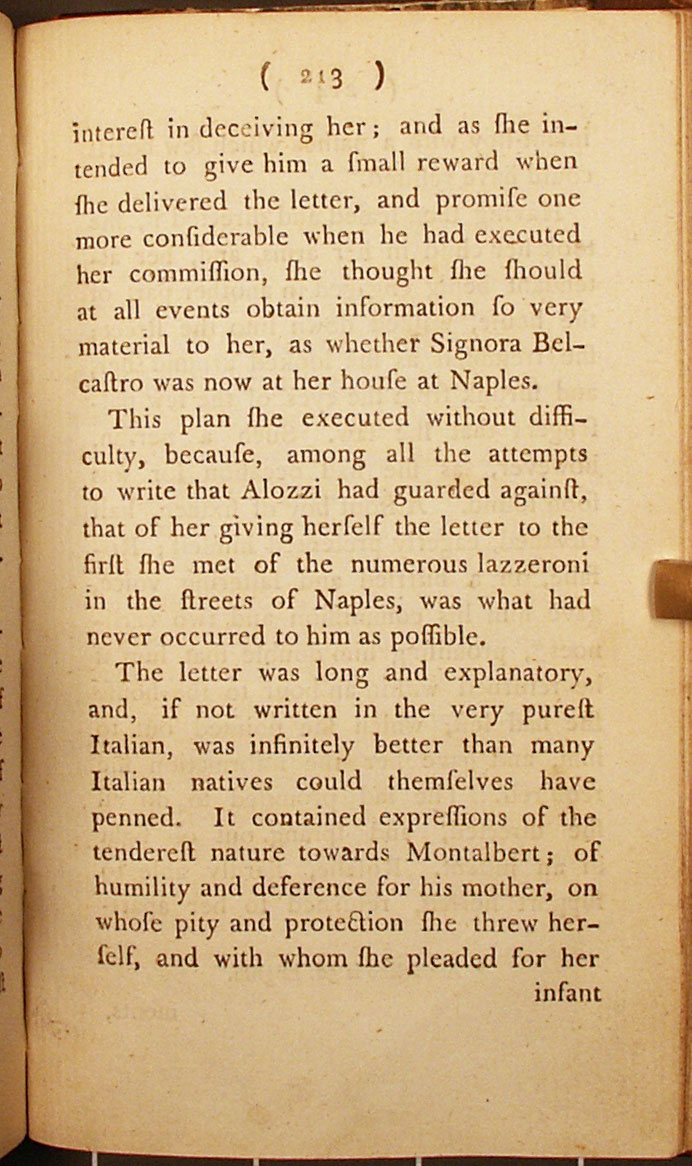 ( 213 )
intereſt in deceiving her; and as ſhe in-
tended to give him a ſmall reward when
ſhe delivered the letter, and promiſe one
more conſiderable when he had executed
her commiſſion, ſhe thought ſhe ſhould
at all events obtain information ſo very
material to her, as whether Signora Bel-
caſtro was now at her houſe at Naples.
This plan ſhe executed without diffi-
culty, becauſe, among all the attempts
to write that Alozzi had guarded againſt,
that of her giving herſelf the letter to the
firſt ſhe met of the numerous lazzeroni
in the ſtreets of Naples, was what had
never occurred to him as poſſible.
The letter was long and explanatory,
and, if not written in the very pureſt
Italian, was infinitely better than many
Italian natives could themſelves have
penned. It contained expreſſions of the
tendereſt nature towards Montalbert; of
humility and deference for his mother, on
whoſe pity and protection ſhe threw her-
ſelf, and with whom ſhe pleaded for her
infant